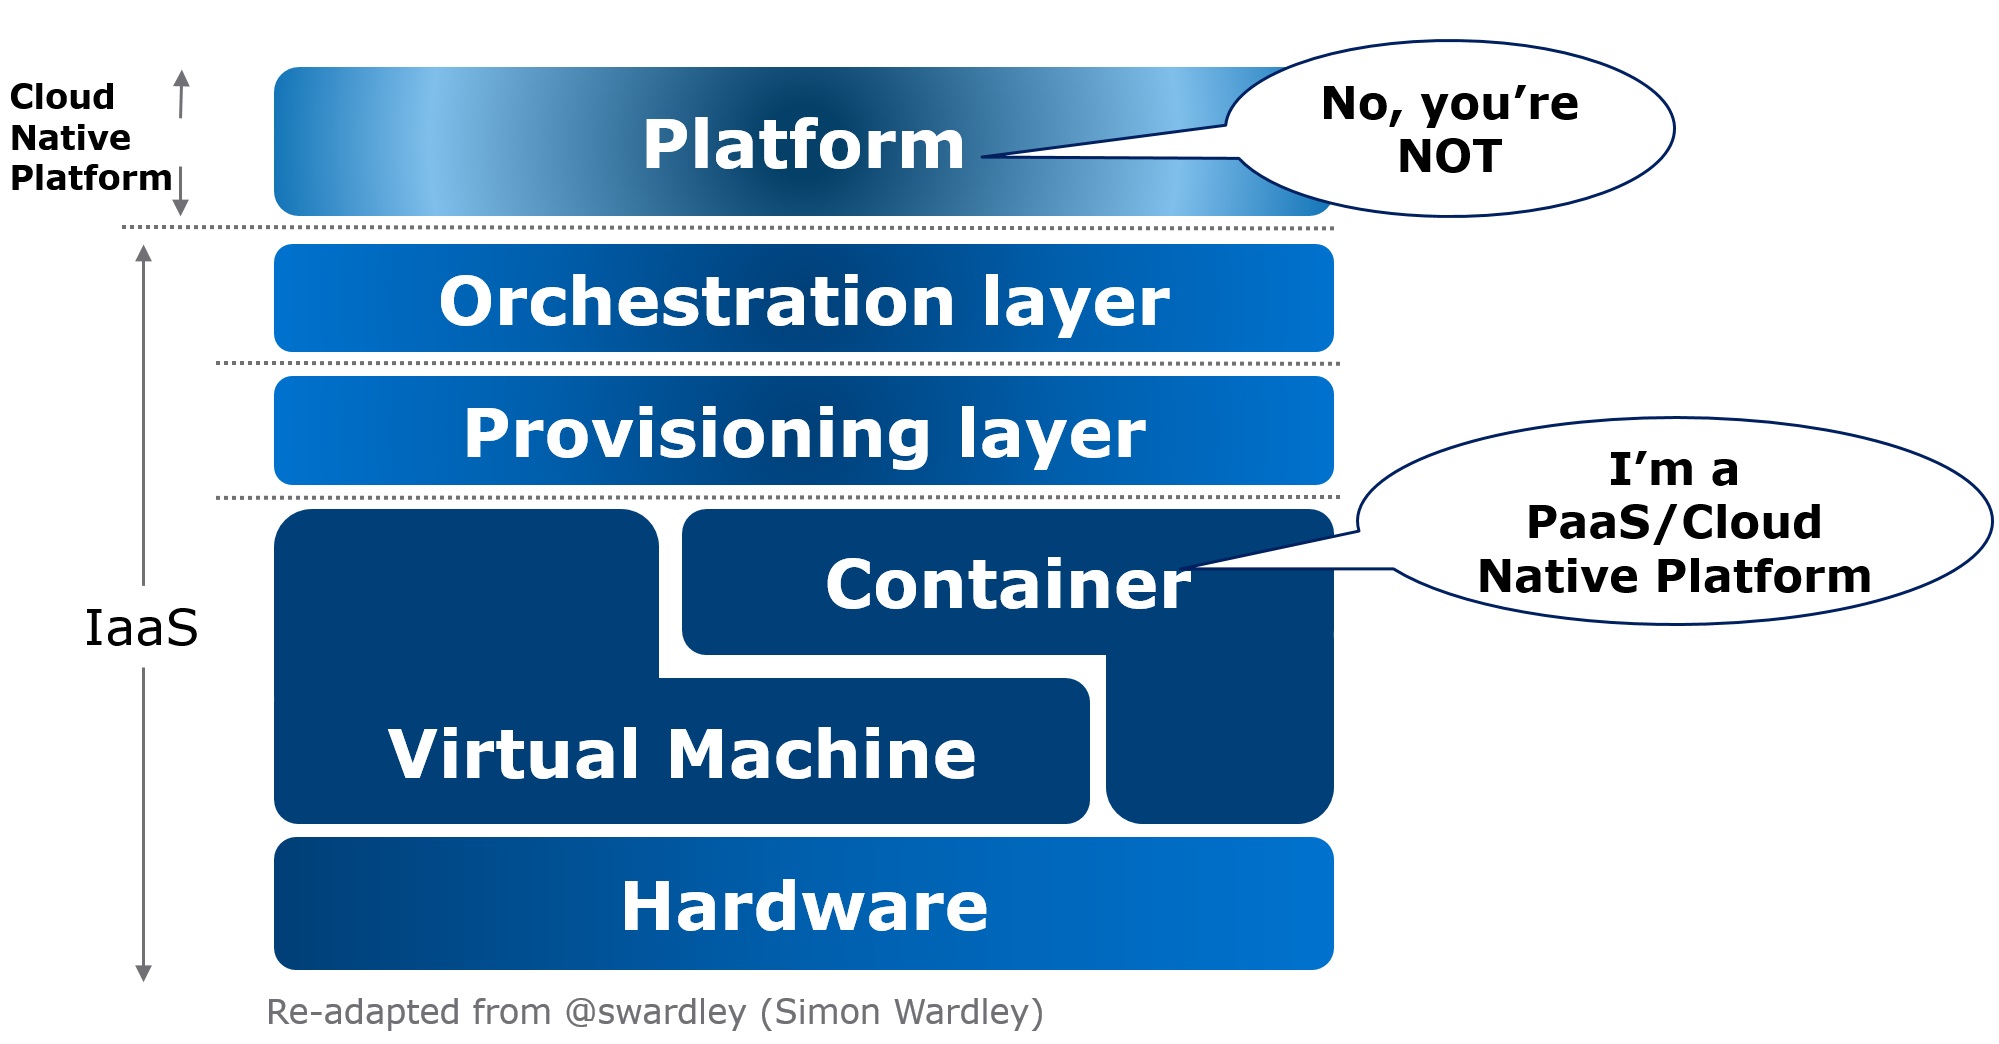 Cloud
Native
Platform
Platform
No, you’re
NOT
Orchestration layer
Provisioning layer
I’m a
PaaS/Cloud
Native Platform
Container
IaaS
Virtual Machine
Hardware
Re-adapted from @swardley (Simon Wardley)